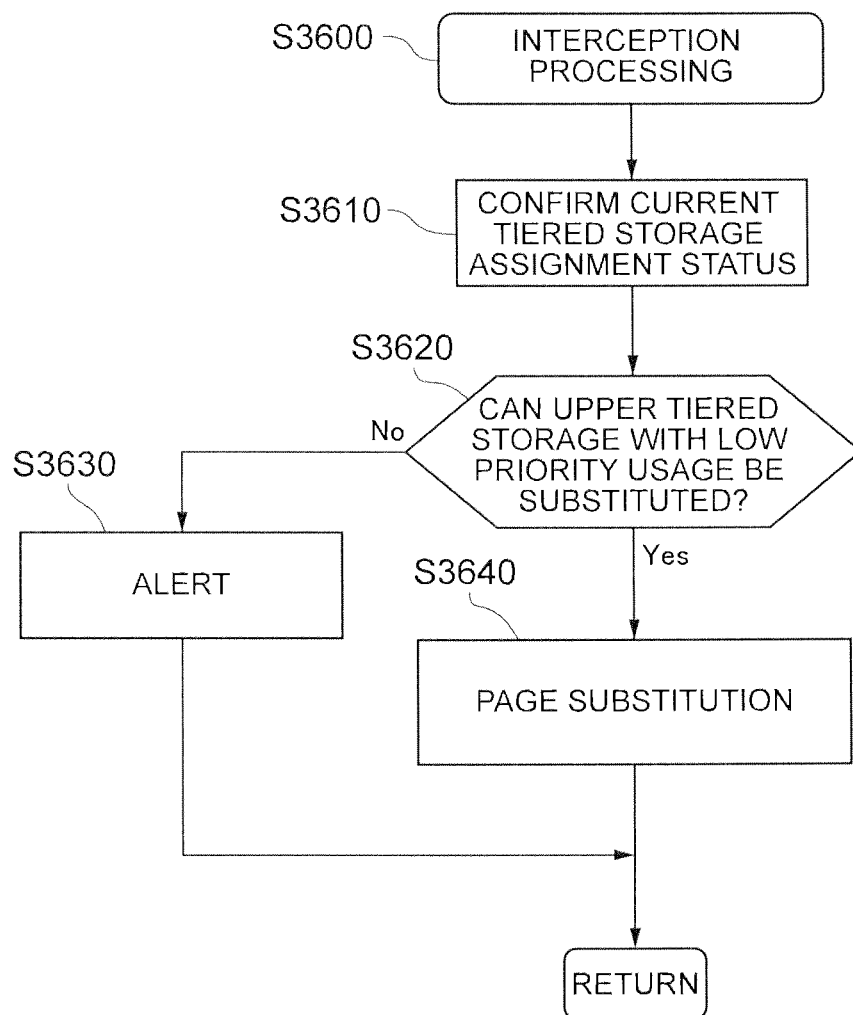 S3600
INTERCEPTION
PROCESSING
S3610
CONFIRM CURRENT
TIERED STORAGE
ASSIGNMENT STATUS
S3620
CAN UPPER TIERED
STORAGE WITH LOW
PRIORITY USAGE BE
SUBSTITUTED?
No
Yes
S3630
ALERT
S3640
PAGE SUBSTITUTION
RETURN